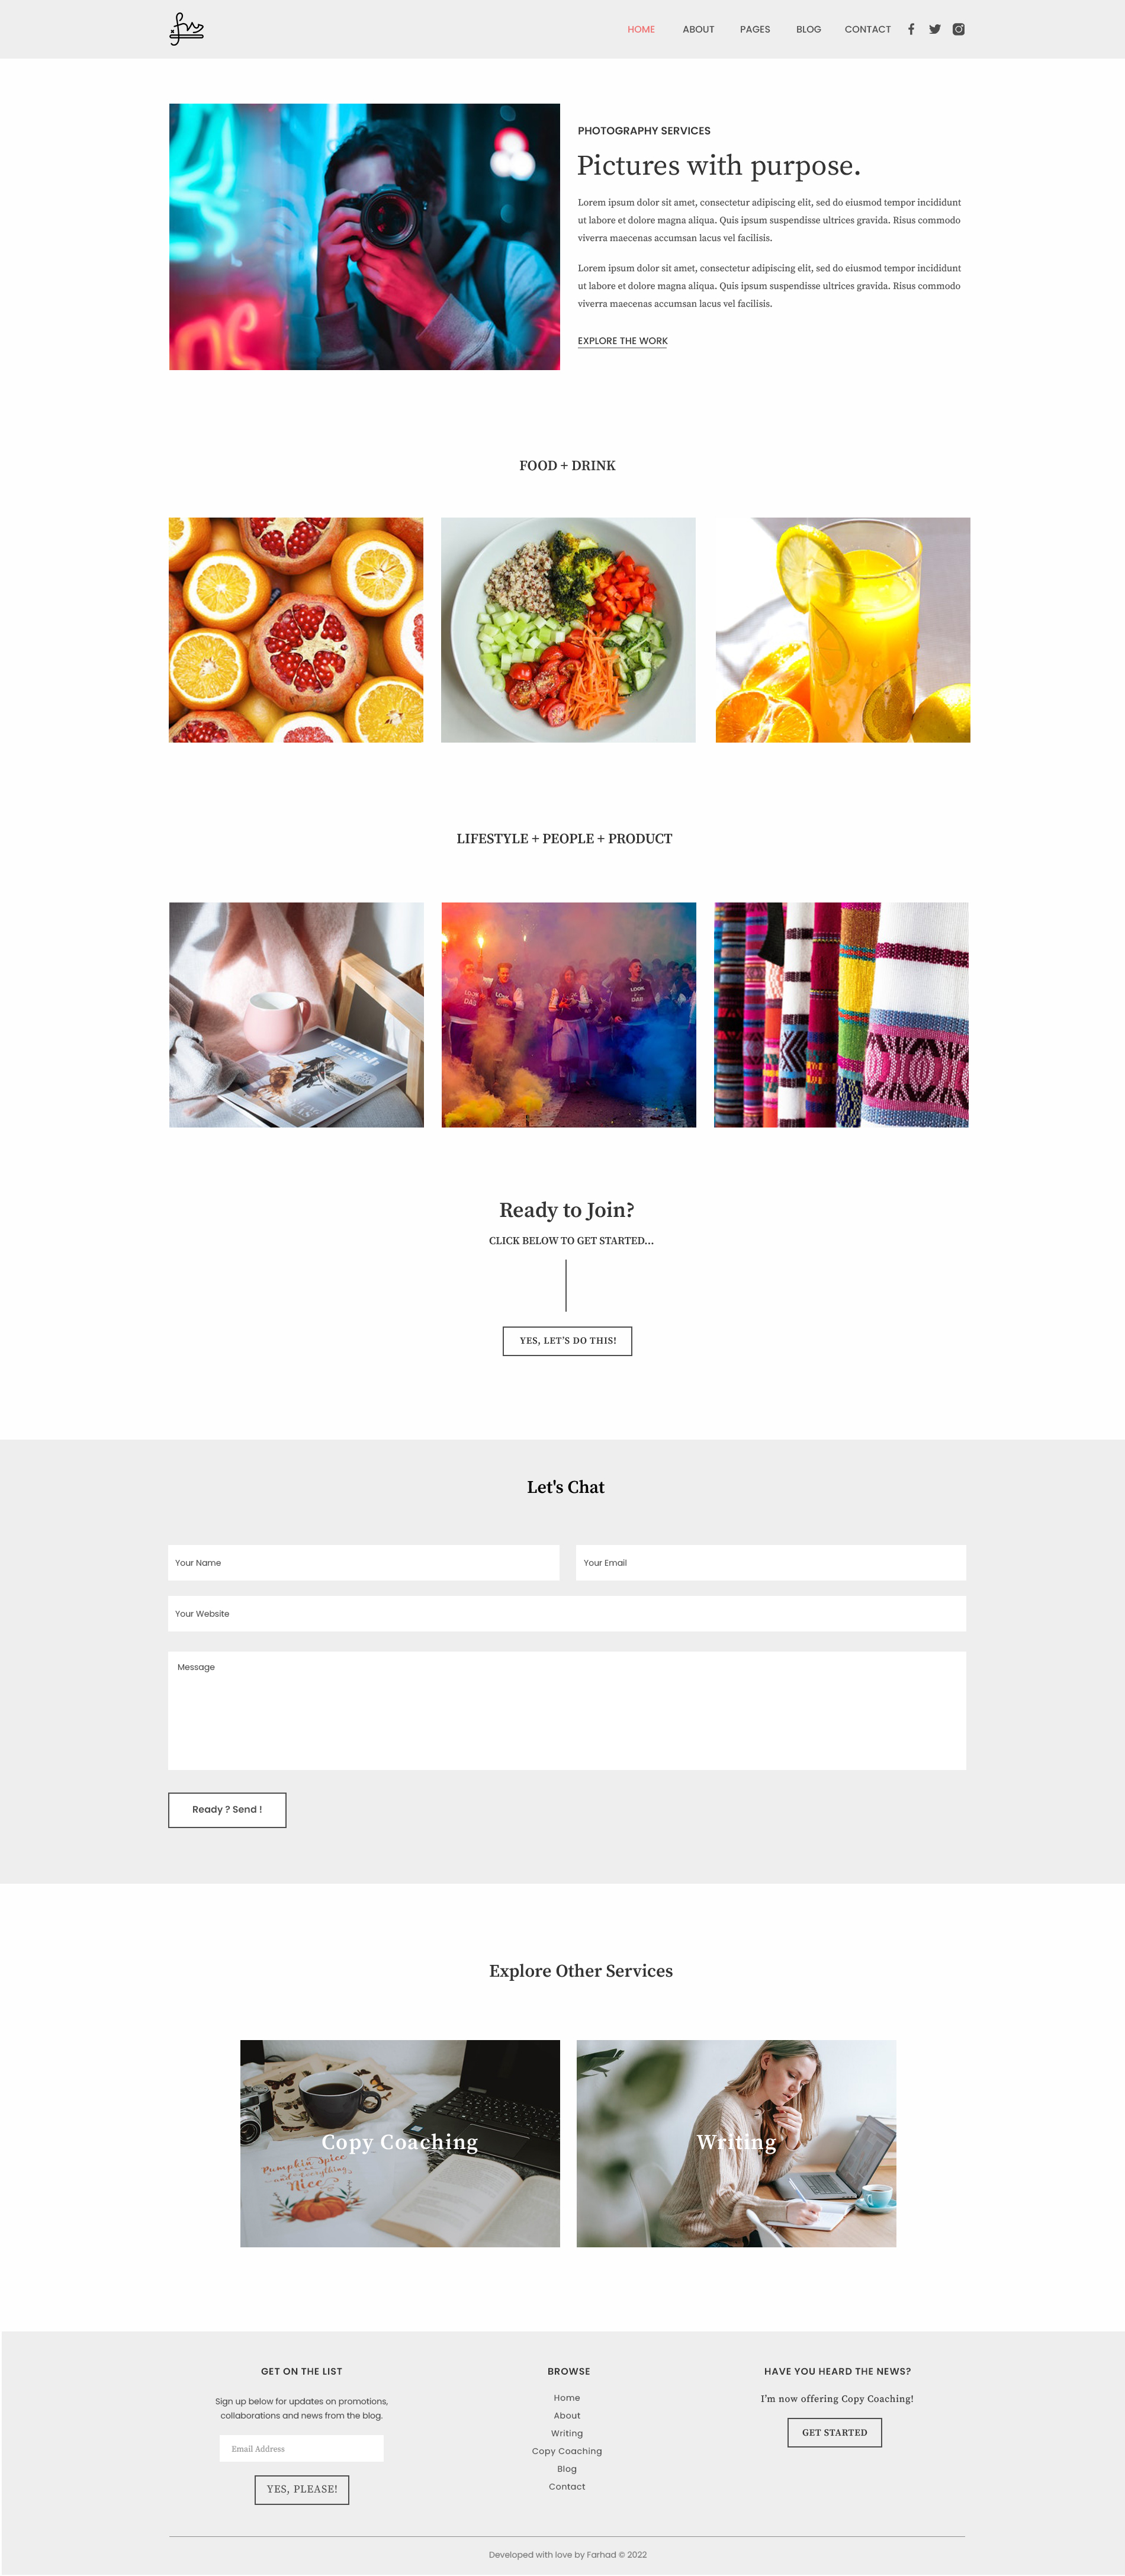 HOME ABOUT PAGES BLOG CONTACT
PHOTOGRAPHY SERVICES
Pictures with purpose.
Lorem ipsum dolor sit amet, consectetur adipiscing elit, sed do eiusmod tempor incididunt
ut labore et dolore magna aliqua. Quis ipsum suspendisse ultrices gravida. Risus commodo
viverra maecenas accumsan lacus vel facilisis.
Lorem ipsum dolor sit amet, consectetur adipiscing elit, sed do eiusmod tempor incididunt
ut labore et dolore magna aliqua. Quis ipsum suspendisse ultrices gravida. Risus commodo
viverra maecenas accumsan lacus vel facilisis.
EXPLORE THE WORK
FOOD + DRINK
LIFESTYLE + PEOPLE + PRODUCT
nourish
Ready to Join?
CLICK BELOW TO GET STARTED...
YES, LET'S DO THIS!
Let's Chat
Your Name
Your Email
Your Website
Message
Ready ? Send !
Explore Other Services
Copy Coaching
Pumpkin Spice
and everything
Nice
Writing
GET ON THE LIST
Sign up below for updates on promotions,
collaborations and news from the blog.
Email Address
YES, PLEASE!
BROWSE
Home
About
Writing
Copy Coaching
Blog
Contact
HAVE YOU HEARD THE NEWS?
I'm now offering Copy Coaching!
GET STARTED
Developed with love by Farhad © 2022